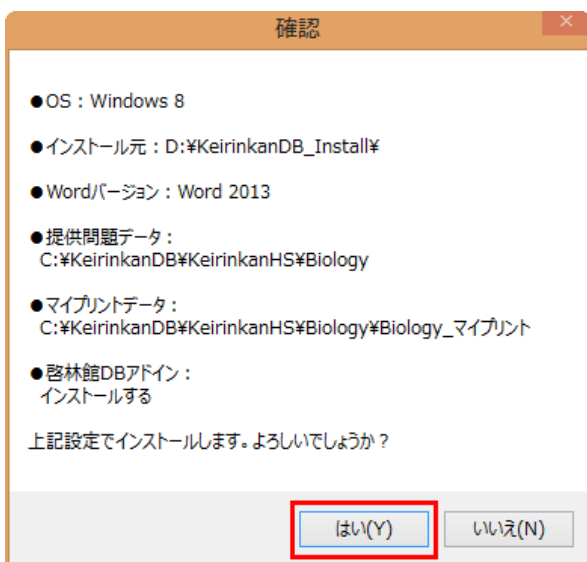 確認
●OS：Windows 8
●インストール元：D:¥KeirinkanDB_Install¥
●Wordバージョン：Word 2013
●提供問題データ：
C:¥KeirinkanDB¥KeirinkanHS¥Biology
●マイプリントデータ：
C:¥KeirinkanDB¥KeirinkanHS¥Biology¥Biology_マイプリント
●啓林館DBアドイン：
インストールする
上記設定でインストールします。よろしいでしょうか？
はい(Y) いいえ(N)